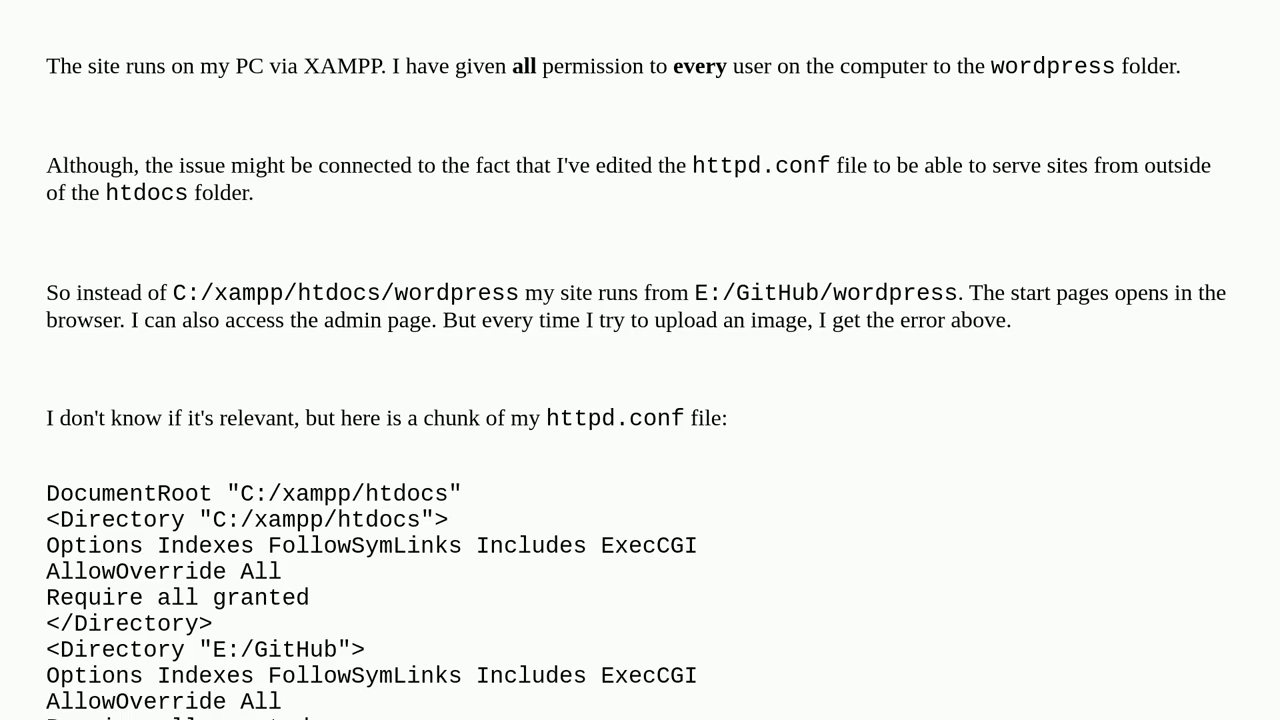 The site runs on my PC via XAMPP. I have given all permission to every user on the computer to the wordpress folder.
Although, the issue might be connected to the fact that I've edited the httpd.conf file to be able to serve sites from outside
of the htdocs folder.
So instead of C:/xampp/htdocs/wordpress my site runs from E:/GitHub/wordpress. The start pages opens in the
browser. I can also access the admin page. But every time I try to upload an image, I get the error above.
I don't know if it's relevant, but here is a chunk of my httpd.conf file:
DocumentRoot "C:/xampp/htdocs"
<Directory "C:/xampp/htdocs">
Options Indexes FollowSymLinks Includes ExecCGI
AllowOverride All
Require all granted
</Directory>
<Directory "E:/GitHub">
Options Indexes FollowSymLinks Includes ExecCGI
AllowOverride All